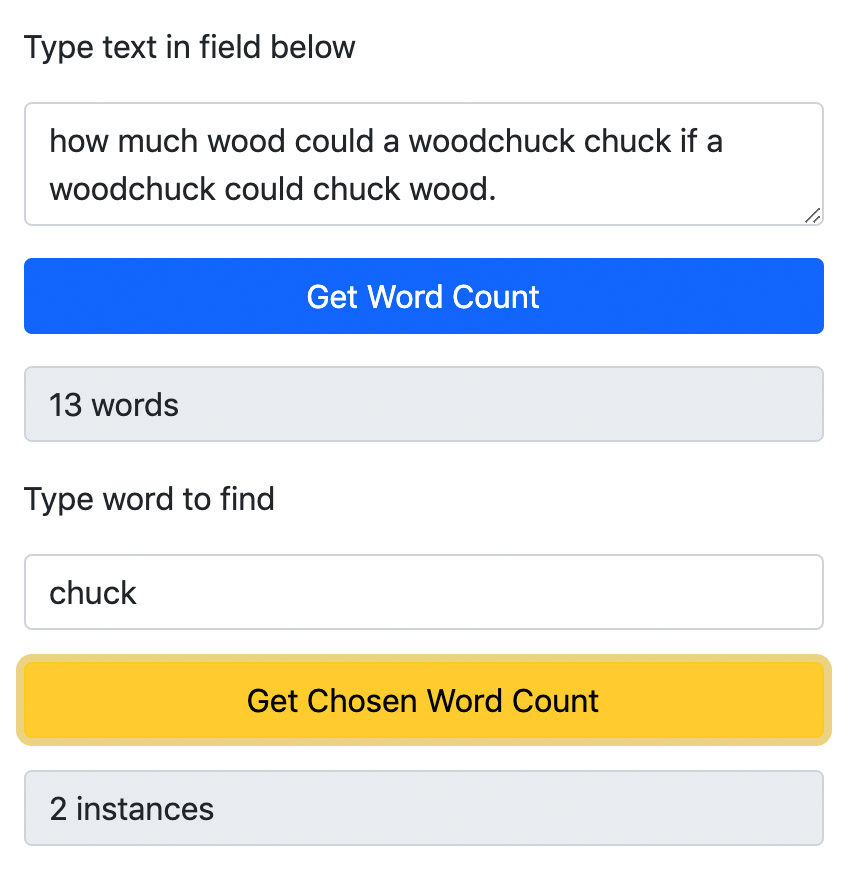 Type text in field below
how much wood could a woodchuck chuck if a
woodchuck could chuck wood.
Get Word Count
13 words
Type word to find
chuck
Get Chosen Word Count
2 instances